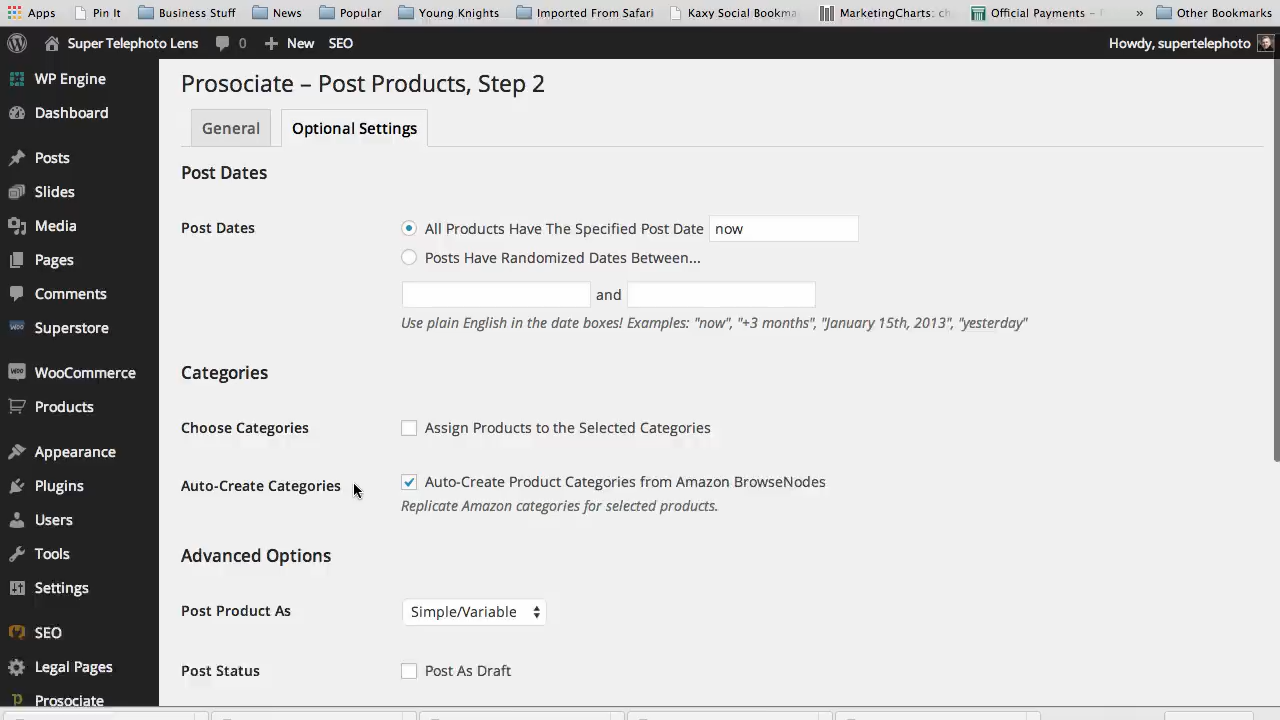 Apps Pin It Business Stuff News Popular Young Knights Imported From Safari Kaxy Social Bookma MarketingCharts: ch Official Payments – » Other Bookmarks
Super Telephoto Lens 0 New SEO Howdy, supertelephoto
WP Engine
Dashboard
Posts
Slides
Media
Pages
Comments
Superstore
WooCommerce
Products
Appearance
Plugins
Users
Tools
Settings
SEO
Legal Pages
Prosociate
Prosociate – Post Products, Step 2
General Optional Settings
Post Dates
Post Dates All Products Have The Specified Post Date now
Posts Have Randomized Dates Between...
and
Use plain English in the date boxes! Examples: "now", "+3 months", "January 15th, 2013", "yesterday"
Categories
Choose Categories Assign Products to the Selected Categories
Auto-Create Categories Auto-Create Product Categories from Amazon BrowseNodes
Replicate Amazon categories for selected products.
Advanced Options
Post Product As Simple/Variable
Post Status Post As Draft